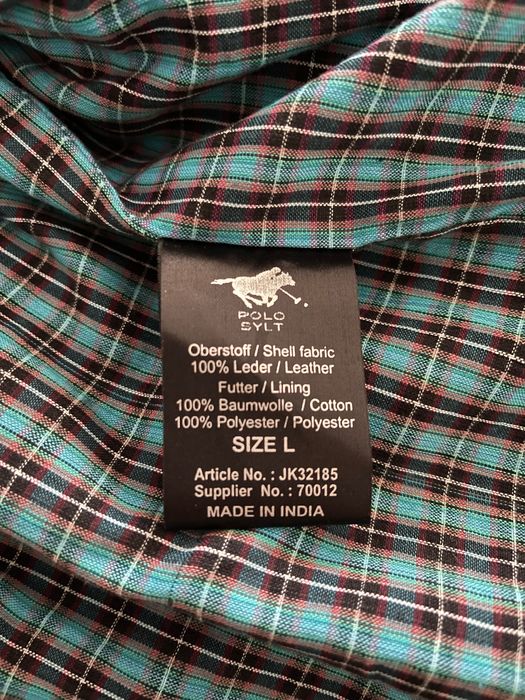 POLO
SYLT
Oberstoff / Shell fabric
100% Leder / Leather
Futter / Lining
100% Baumwolle / Cotton
100% Polyester / Polyester
SIZE L
Article No. : JK32185
Supplier No. : 70012
MADE IN INDIA